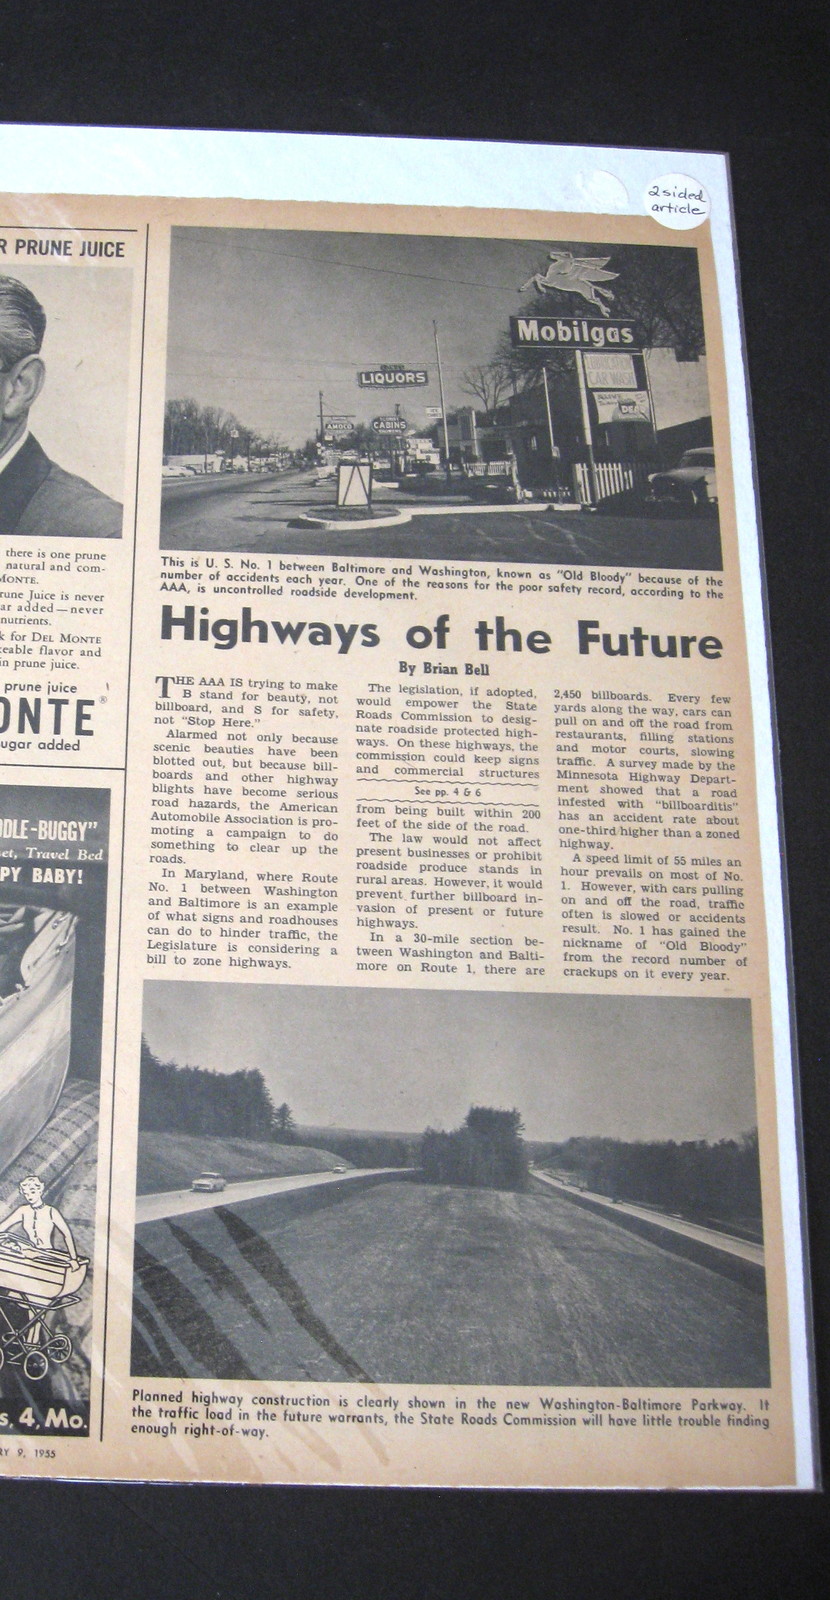 2 sided
article
R PRUNE JUICE
there is one prune
natural and com-
MONTE.
rune Juice is never
ar added—never
nutrients.
k for DEL MONTE
keable flavor and
in prune juice.
prune juice
ONTE®
ugar added
DDLE-BUGGY"
et, Travel Bed
PY BABY!
s, 4, Mo.
RY 9, 1955
Mobilgas
LUBRICATION
CAR WASH
DEAL
LIQUORS
AMOCO
CABINS
This is U. S. No. 1 between Baltimore and Washington, known as "Old Bloody" because of the
number of accidents each year. One of the reasons for the poor safety record, according to the
AAA, is uncontrolled roadside development.
Highways of the Future
By Brian Bell
THE AAA IS trying to make
B stand for beauty, not
billboard, and S for safety,
not "Stop Here."
Alarmed not only because
scenic beauties have been
blotted out, but because bill-
boards and other highway
blights have become serious
road hazards, the American
Automobile Association is pro-
moting a campaign to do
something to clear up the
roads.
In Maryland, where Route
No. 1 between Washington
and Baltimore is an example
of what signs and roadhouses
can do to hinder traffic, the
Legislature is considering a
bill to zone highways.
The legislation, if adopted,
would empower the State
Roads Commission to desig-
nate roadside protected high-
ways. On these highways, the
commission could keep signs
and commercial structures
See pp. 4 & 6
from being built within 200
feet of the side of the road.
The law would not affect
present businesses or prohibit
roadside produce stands in
rural areas. However, it would
prevent further billboard in-
vasion of present or future
highways.
In a 30-mile section be-
tween Washington and Balti-
more on Route 1, there are
2,450 billboards. Every few
yards along the way, cars can
pull on and off the road from
restaurants, filling stations
and motor courts, slowing
traffic. A survey made by the
Minnesota Highway Depart-
ment showed that a road
infested with "billboarditis"
has an accident rate about
one-third higher than a zoned
highway.
A speed limit of 55 miles an
hour prevails on most of No.
1. However, with cars pulling
on and off the road, traffic
often is slowed or accidents
result. No. 1 has gained the
nickname of "Old Bloody"
from the record number of
crackups on it every year.
Planned highway construction is clearly shown in the new Washington-Baltimore Parkway. If
the traffic load in the future warrants, the State Roads Commission will have little trouble finding
enough right-of-way.